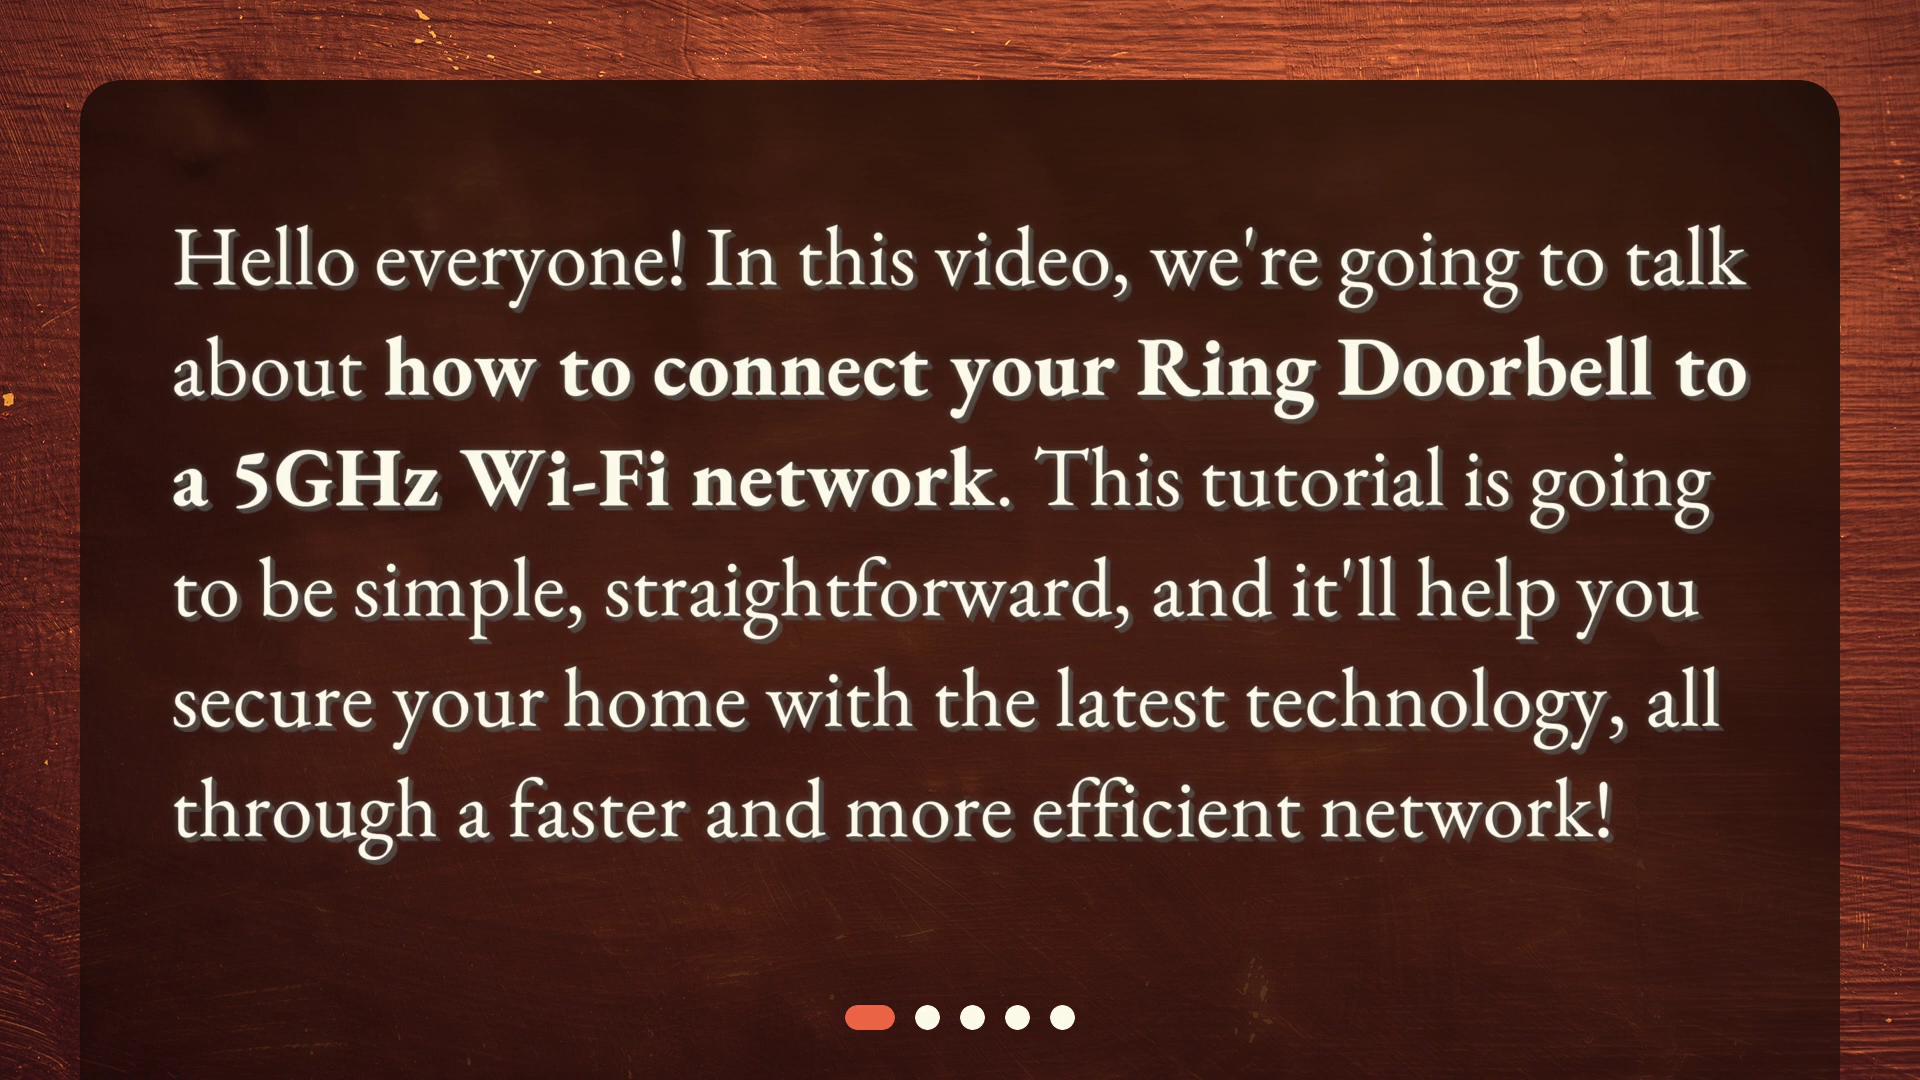 Hello everyone! In this video, we're going to talk
about how to connect your Ring Doorbell to
a 5GHz Wi-Fi network. This tutorial is going
to be simple, straightforward, and it'll help you
secure your home with the latest technology, all
through a faster and more efficient network!